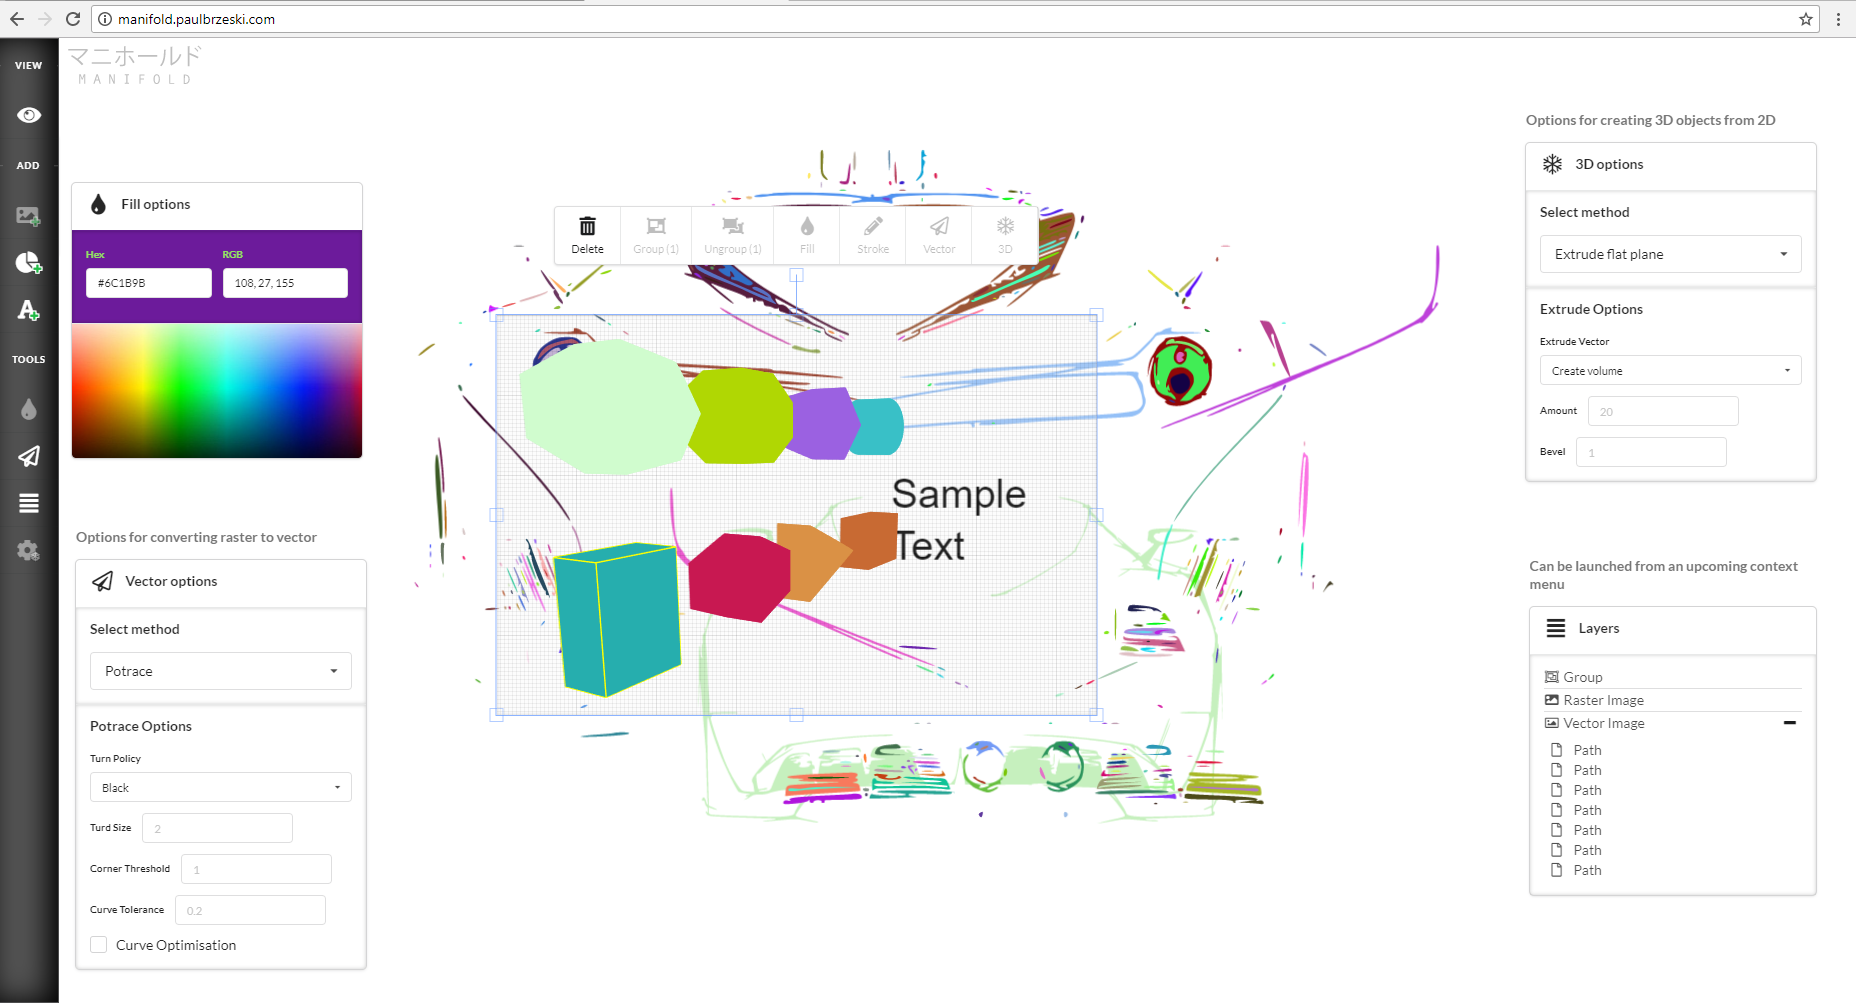 manifold.paulbrzeski.com
VIEW
マニホールド
MANIFOLD
ADD
TOOLS
Fill options
Hex
RGB
#6C1B9B
108, 27, 155
Options for converting raster to vector
Vector options
Select method
Potrace
Potrace Options
Turn Policy
Black
Turd Size
2
Corner Threshold
1
Curve Tolerance
0.2
Curve Optimisation
Delete
Group (1)
Ungroup (1)
Fill
Stroke
Vector
3D
Sample
Text
Options for creating 3D objects from 2D
3D options
Select method
Extrude flat plane
Extrude Options
Extrude Vector
Create volume
Amount
20
Bevel
1
Can be launched from an upcoming context
menu
Layers
Group
Raster Image
Vector Image
Path
Path
Path
Path
Path
Path
Path